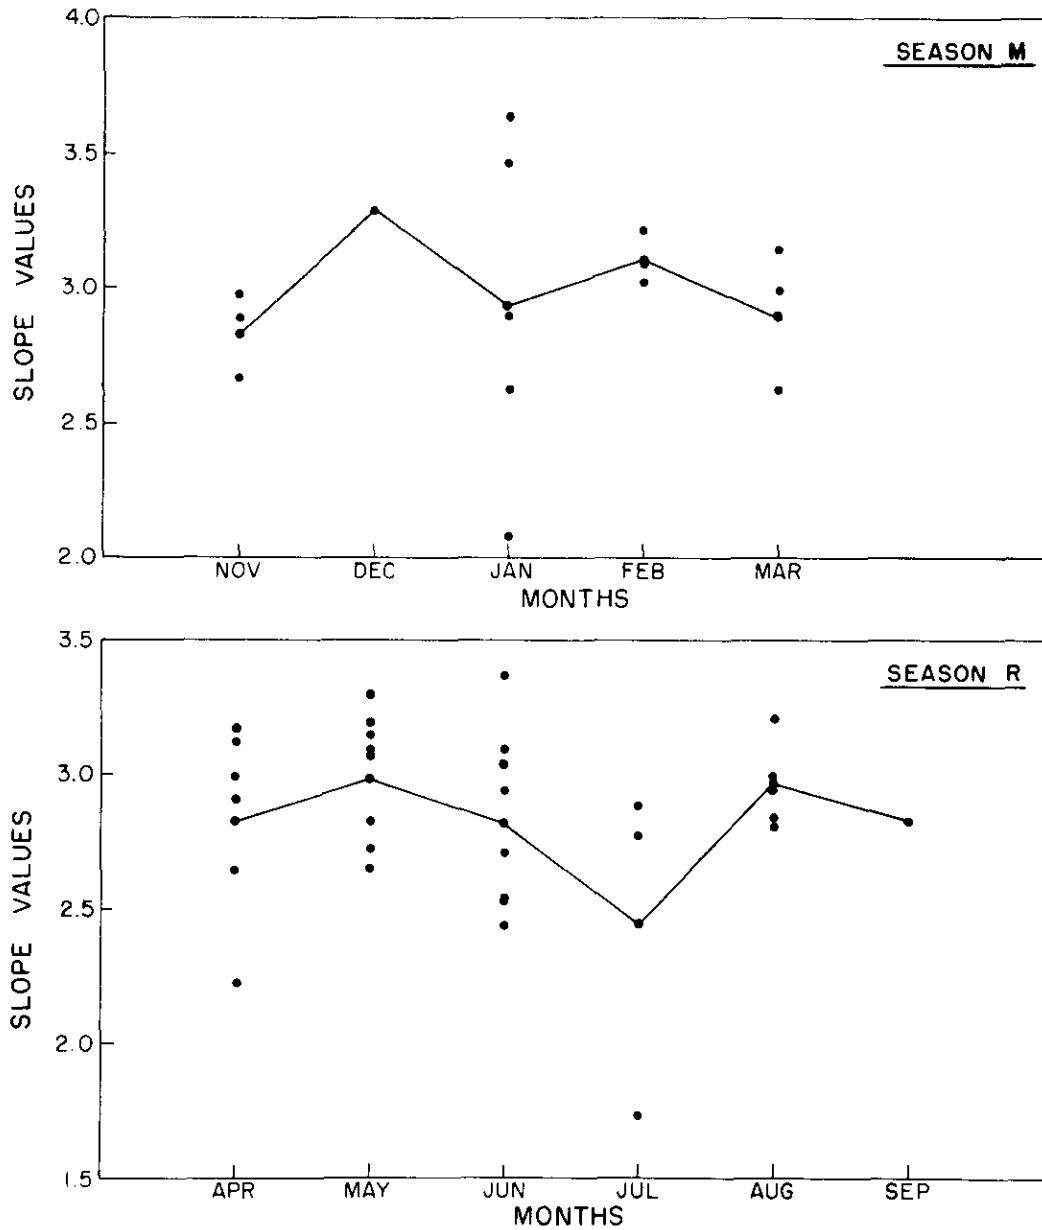 4.0
SEASON M
3.5
3.0
2.5
2.0
SLOPE VALUES
NOV DEC JAN FEB MAR
MONTHS
3.5
SEASON R
3.0
2.5
2.0
1.5
SLOPE VALUES
APR MAY JUN JUL AUG SEP
MONTHS